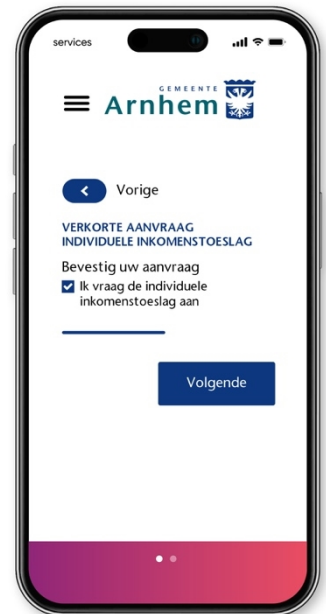 services
GEMEENTE
Arnhem
Vorige
VERKORTE AANVRAAG
INDIVIDUELE INKOMENSTOESLAG
Bevestig uw aanvraag
Ik vraag de individuele
inkomenstoeslag aan
Volgende